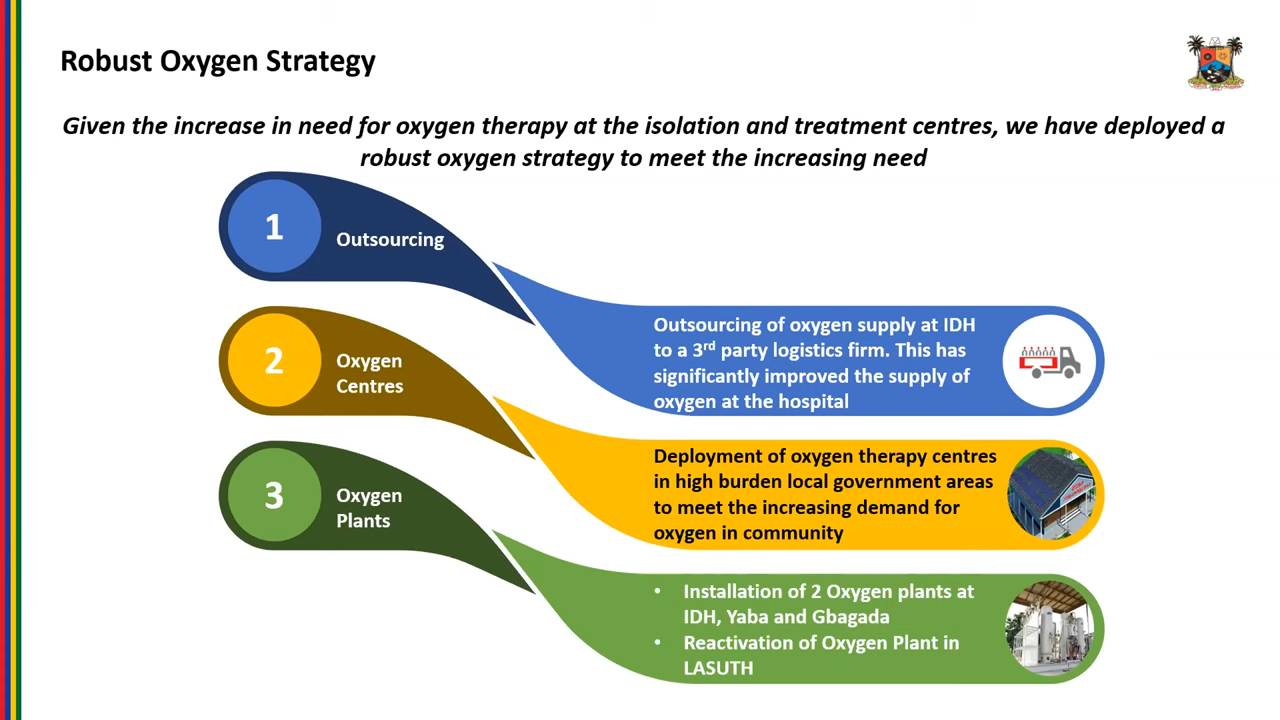 Robust Oxygen Strategy
Given the increase in need for oxygen therapy at the isolation and treatment centres, we have deployed a
robust oxygen strategy to meet the increasing need
1
Outsourcing
Outsourcing of oxygen supply at IDH
to a 3rd party logistics firm. This has
significantly improved the supply of
oxygen at the hospital
2
Oxygen
Centres
Deployment of oxygen therapy centres
in high burden local government areas
to meet the increasing demand for
oxygen in community
3
Oxygen
Plants
• Installation of 2 Oxygen plants at
IDH, Yaba and Gbagada
• Reactivation of Oxygen Plant in
LASUTH